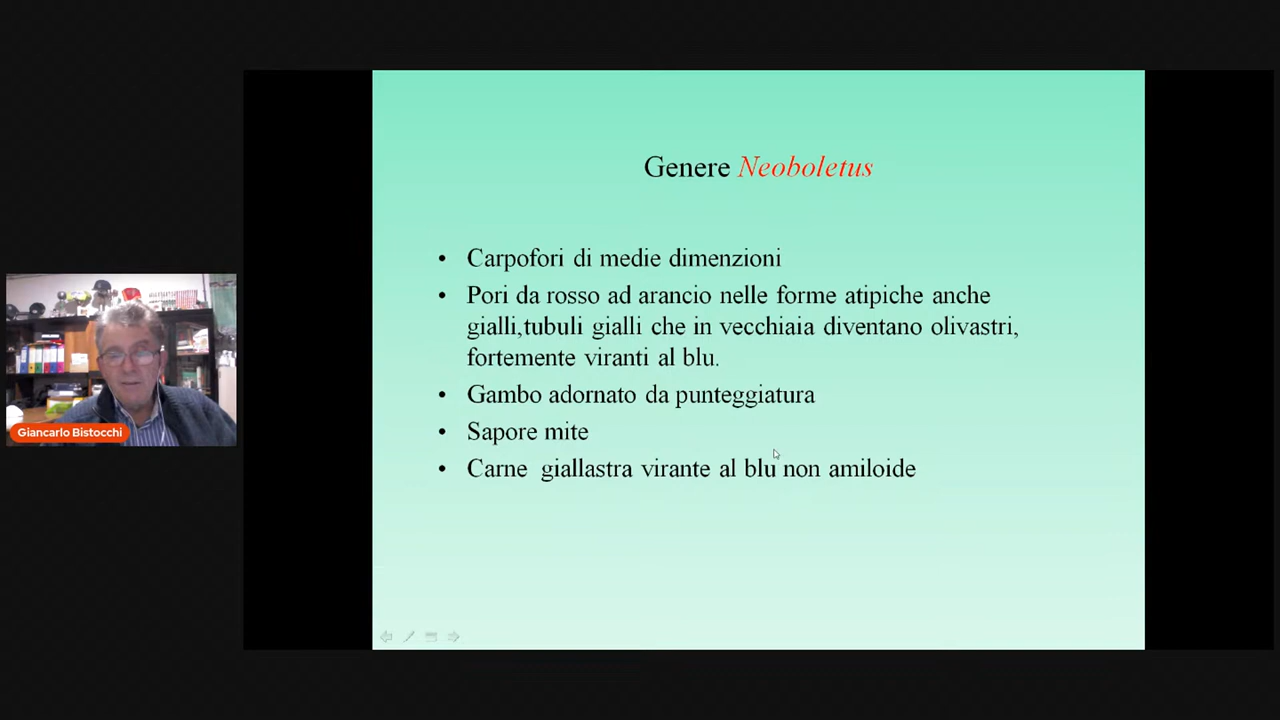 Genere Neoboletus
• Carpofori di medie dimenzioni
• Pori da rosso ad arancio nelle forme atipiche anche
gialli,tubuli gialli che in vecchiaia diventano olivastri,
fortemente viranti al blu.
• Gambo adornato da punteggiatura
• Sapore mite
• Carne giallastra virante al blu non amiloide
Giancarlo Bistocchi